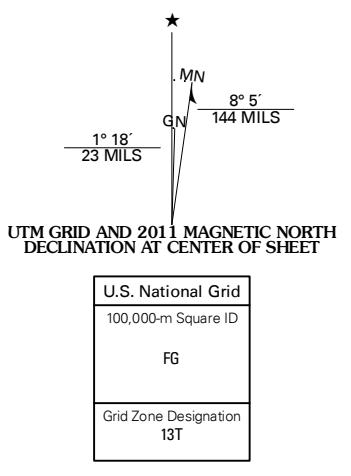 ★
MN
8° 5´
144 MILS
GN
1° 18´
23 MILS
UTM GRID AND 2011 MAGNETIC NORTH
DECLINATION AT CENTER OF SHEET
U.S. National Grid
100,000-m Square ID
FG
Grid Zone Designation
13T